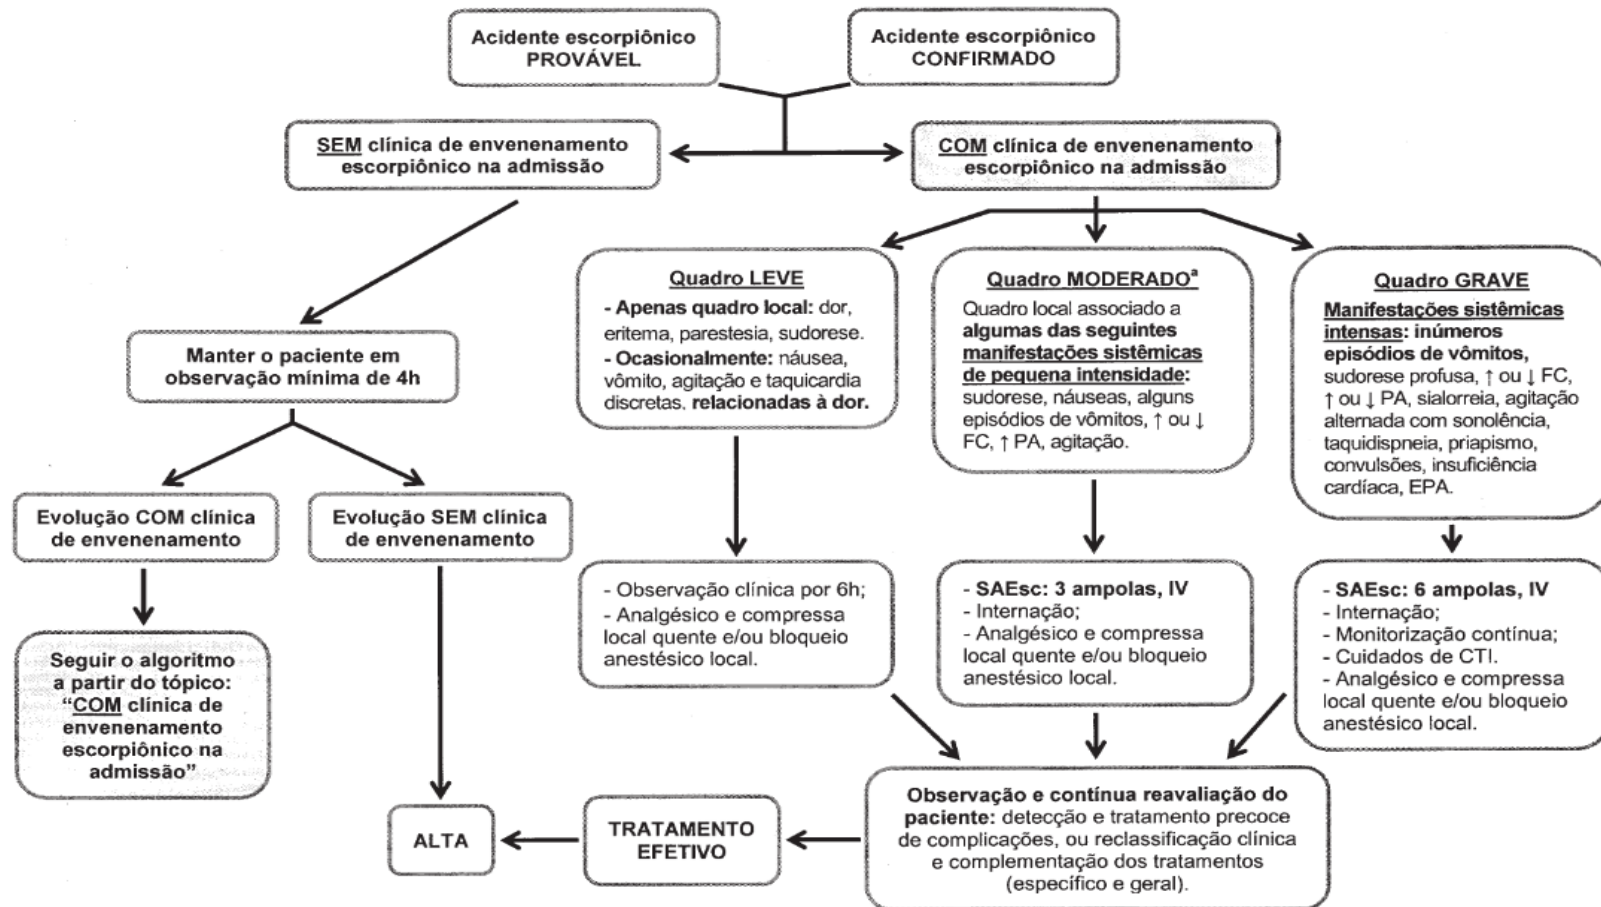 Acidente escorpiônico
PROVÁVEL
Acidente escorpiônico
CONFIRMADO
SEM clínica de envenenamento
escorpiônico na admissão
COM clínica de envenenamento
escorpiônico na admissão
Manter o paciente em
observação mínima de 4h
Evolução COM clínica
de envenenamento
Evolução SEM clínica
de envenenamento
Seguir o algoritmo
a partir do tópico:
“COM clínica de
envenenamento
escorpiônico na
admissão”
Quadro LEVE
- Apenas quadro local: dor,
eritema, parestesia, sudorese.
- Ocasionalmente: náusea,
vômito, agitação e taquicardia
discretas. relacionadas à dor.
Quadro MODERADOª
Quadro local associado a
algumas das seguintes
manifestações sistêmicas
de pequena intensidade:
sudorese, náuseas, alguns
episódios de vômitos, ↑ ou ↓
FC, ↑ PA, agitação.
Quadro GRAVE
Manifestações sistêmicas
intensas: inúmeros
episódios de vômitos,
sudorese profusa, ↑ ou ↓ FC,
↑ ou ↓ PA, sialorreia, agitação
alternada com sonolência,
taquidispneia, priapismo,
convulsões, insuficiência
cardíaca, EPA.
- Observação clínica por 6h;
- Analgésico e compressa
local quente e/ou bloqueio
anestésico local.
- SAEsc: 3 ampolas, IV
- Internação;
- Analgésico e compressa
local quente e/ou bloqueio
anestésico local.
- SAEsc: 6 ampolas, IV
- Internação;
- Monitorização contínua;
- Cuidados de CTI.
- Analgésico e compressa
local quente e/ou bloqueio
anestésico local.
Observação e contínua reavaliação do
paciente: detecção e tratamento precoce
de complicações, ou reclassificação clínica
e complementação dos tratamentos
(específico e geral).
TRATAMENTO
EFETIVO
ALTA